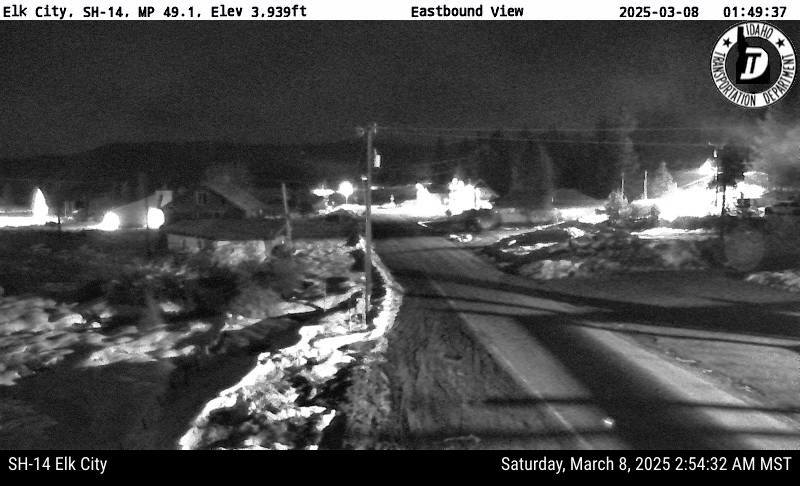 Elk City, SH-14, MP 49.1, Elev 3,939ft Eastbound View 2025-03-08 01:49:37
IDAHO
TRANSPORTATION DEPARTMENT
SH-14 Elk City Saturday, March 8, 2025 2:54:32 AM MST